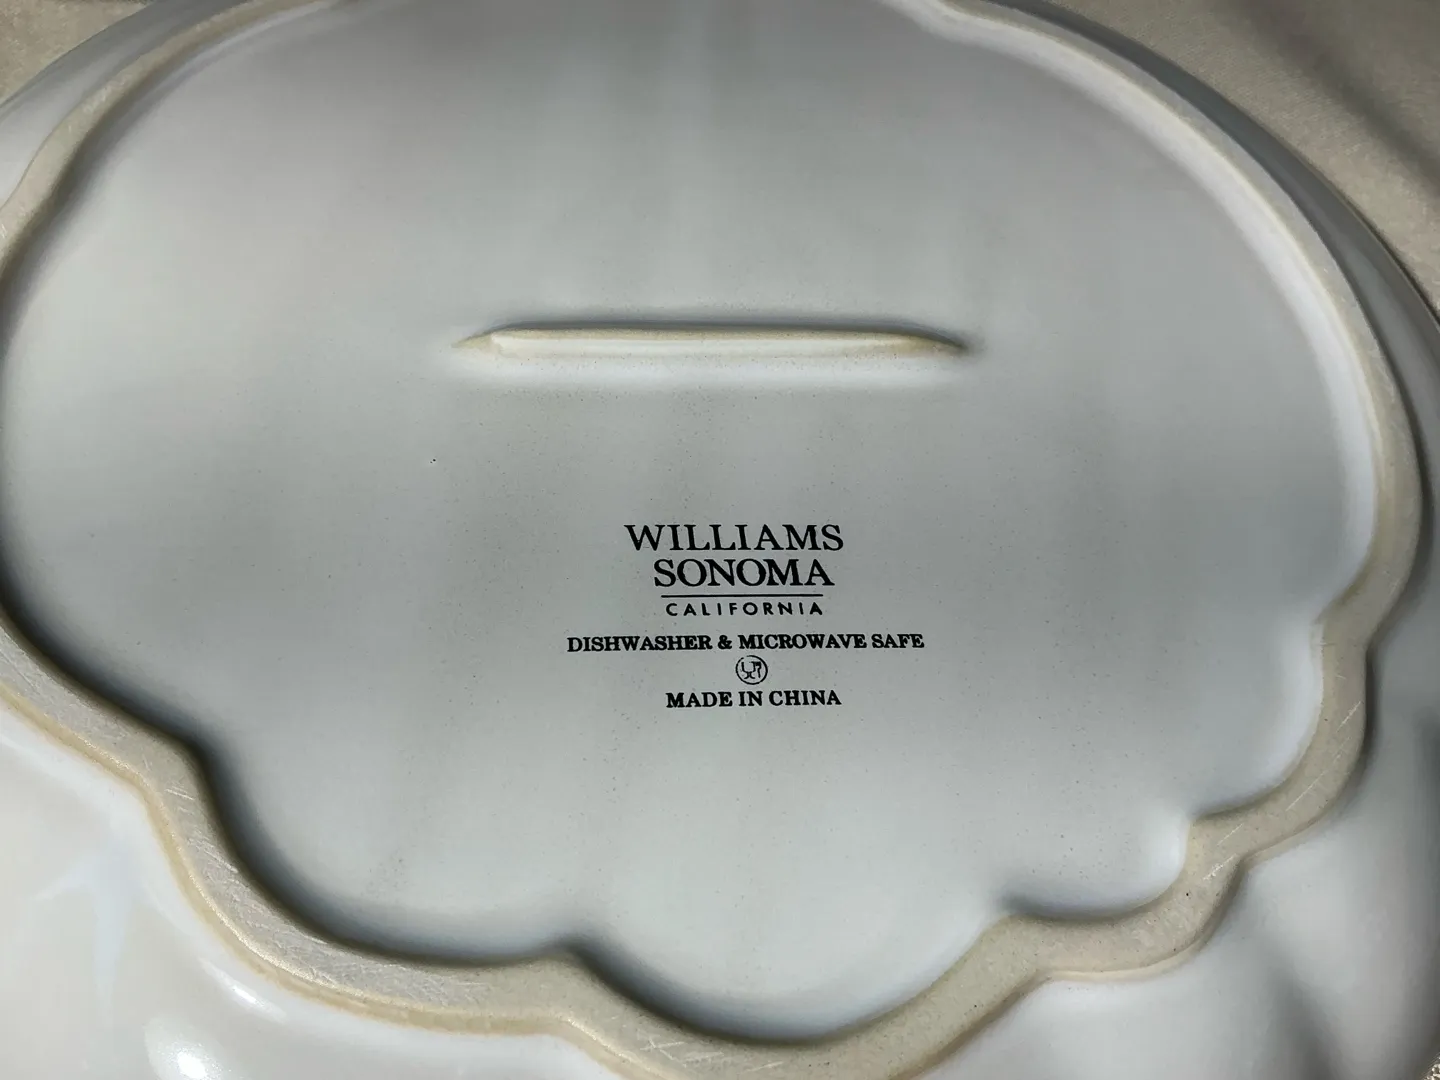 WILLIAMS
SONOMA
CALIFORNIA
DISHWASHER & MICROWAVE SAFE
MADE IN CHINA